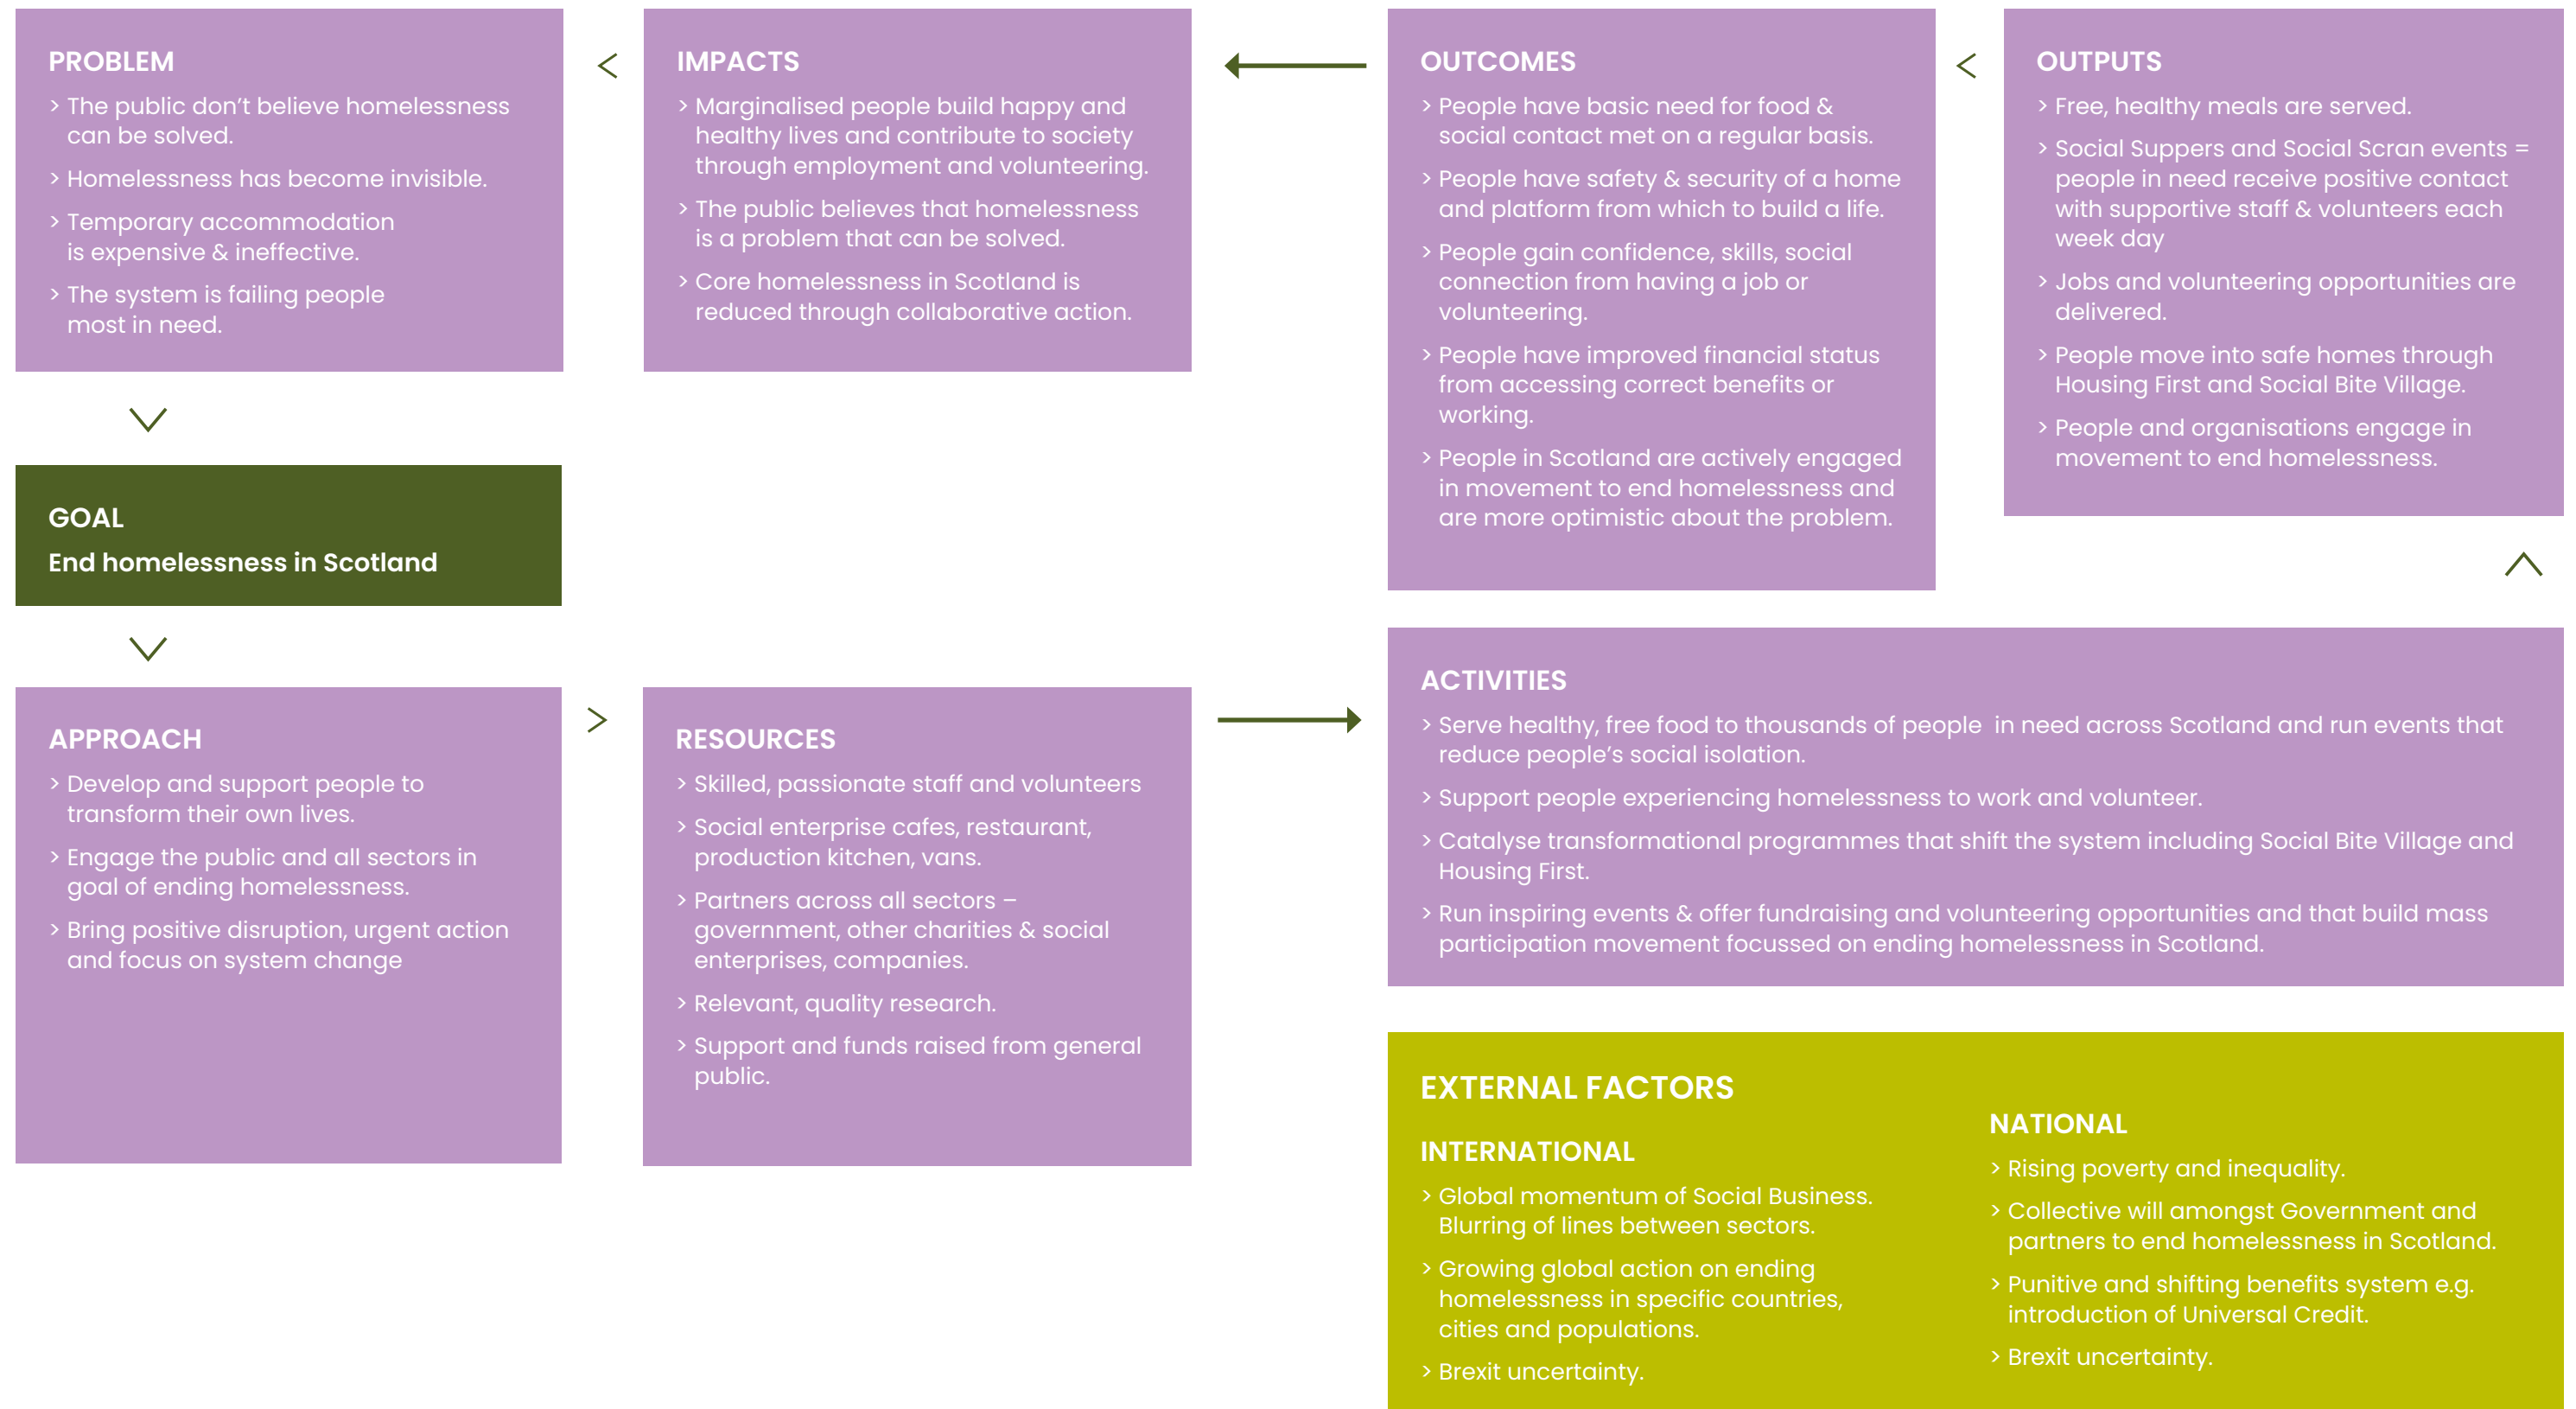 PROBLEM
> The public don’t believe homelessness
can be solved.
> Homelessness has become invisible.
> Temporary accommodation
is expensive & ineffective.
> The system is failing people
most in need.
IMPACTS
> Marginalised people build happy and
healthy lives and contribute to society
through employment and volunteering.
> The public believes that homelessness
is a problem that can be solved.
> Core homelessness in Scotland is
reduced through collaborative action.
OUTCOMES
> People have basic need for food &
social contact met on a regular basis.
> People have safety & security of a home
and platform from which to build a life.
> People gain confidence, skills, social
connection from having a job or
volunteering.
> People have improved financial status
from accessing correct benefits or
working.
> People in Scotland are actively engaged
in movement to end homelessness and
are more optimistic about the problem.
OUTPUTS
> Free, healthy meals are served.
> Social Suppers and Social Scran events =
people in need receive positive contact
with supportive staff & volunteers each
week day
> Jobs and volunteering opportunities are
delivered.
> People move into safe homes through
Housing First and Social Bite Village.
> People and organisations engage in
movement to end homelessness.
GOAL
End homelessness in Scotland
APPROACH
> Develop and support people to
transform their own lives.
> Engage the public and all sectors in
goal of ending homelessness.
> Bring positive disruption, urgent action
and focus on system change
RESOURCES
> Skilled, passionate staff and volunteers
> Social enterprise cafes, restaurant,
production kitchen, vans.
> Partners across all sectors –
government, other charities & social
enterprises, companies.
> Relevant, quality research.
> Support and funds raised from general
public.
ACTIVITIES
> Serve healthy, free food to thousands of people in need across Scotland and run events that
reduce people’s social isolation.
> Support people experiencing homelessness to work and volunteer.
> Catalyse transformational programmes that shift the system including Social Bite Village and
Housing First.
> Run inspiring events & offer fundraising and volunteering opportunities and that build mass
participation movement focussed on ending homelessness in Scotland.
EXTERNAL FACTORS
INTERNATIONAL
> Global momentum of Social Business.
Blurring of lines between sectors.
> Growing global action on ending
homelessness in specific countries,
cities and populations.
> Brexit uncertainty.
NATIONAL
> Rising poverty and inequality.
> Collective will amongst Government and
partners to end homelessness in Scotland.
> Punitive and shifting benefits system e.g.
introduction of Universal Credit.
> Brexit uncertainty.